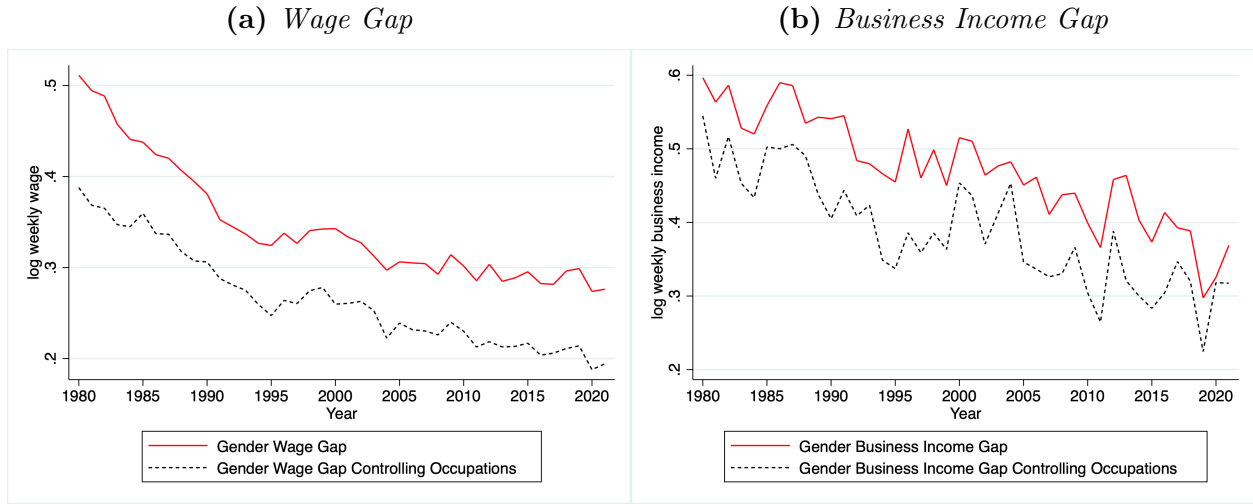 (a) Wage Gap
log weekly wage
.5
.4
.3
.2
1980 1985 1990 1995 2000 2005 2010 2015 2020
Year
Gender Wage Gap
Gender Wage Gap Controlling Occupations
(b) Business Income Gap
log weekly business income
.6
.5
.4
.3
.2
1980 1985 1990 1995 2000 2005 2010 2015 2020
Year
Gender Business Income Gap
Gender Business Income Gap Controlling Occupations